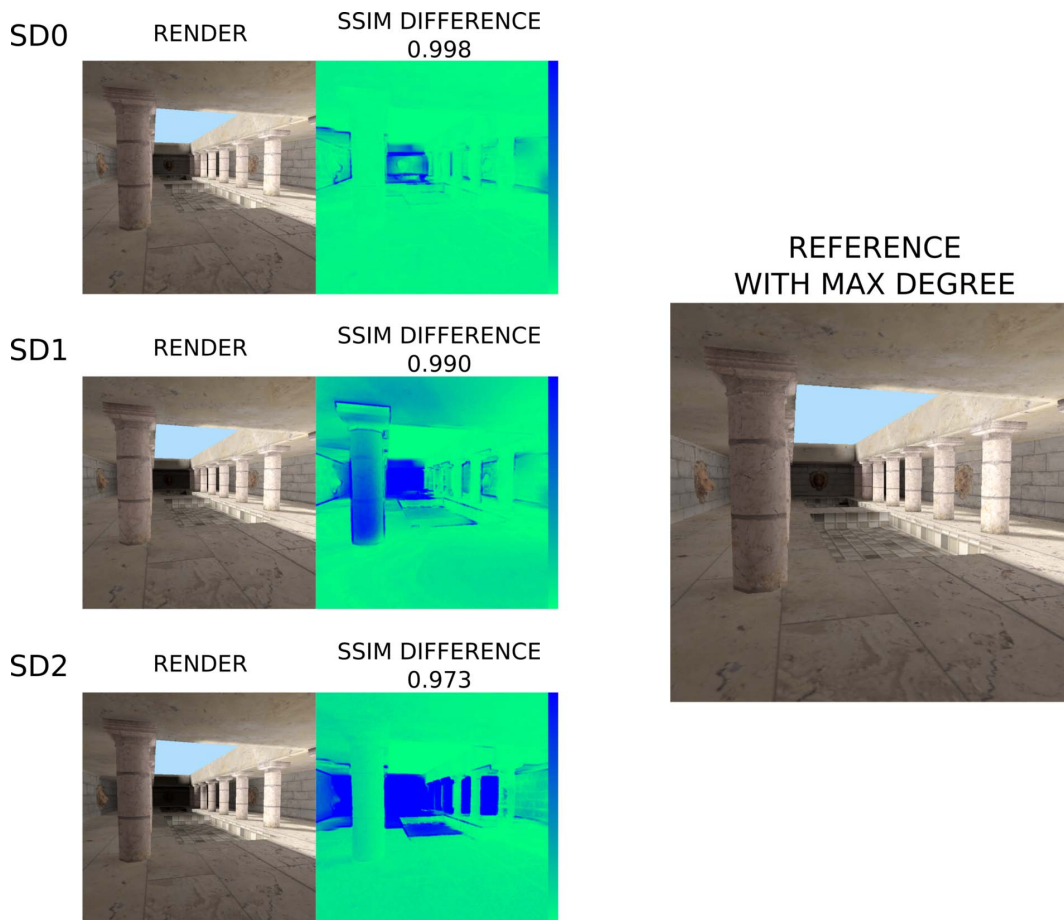 SD0
RENDER
SSIM DIFFERENCE
0.998
SD1
RENDER
SSIM DIFFERENCE
0.990
SD2
RENDER
SSIM DIFFERENCE
0.973
REFERENCE
WITH MAX DEGREE